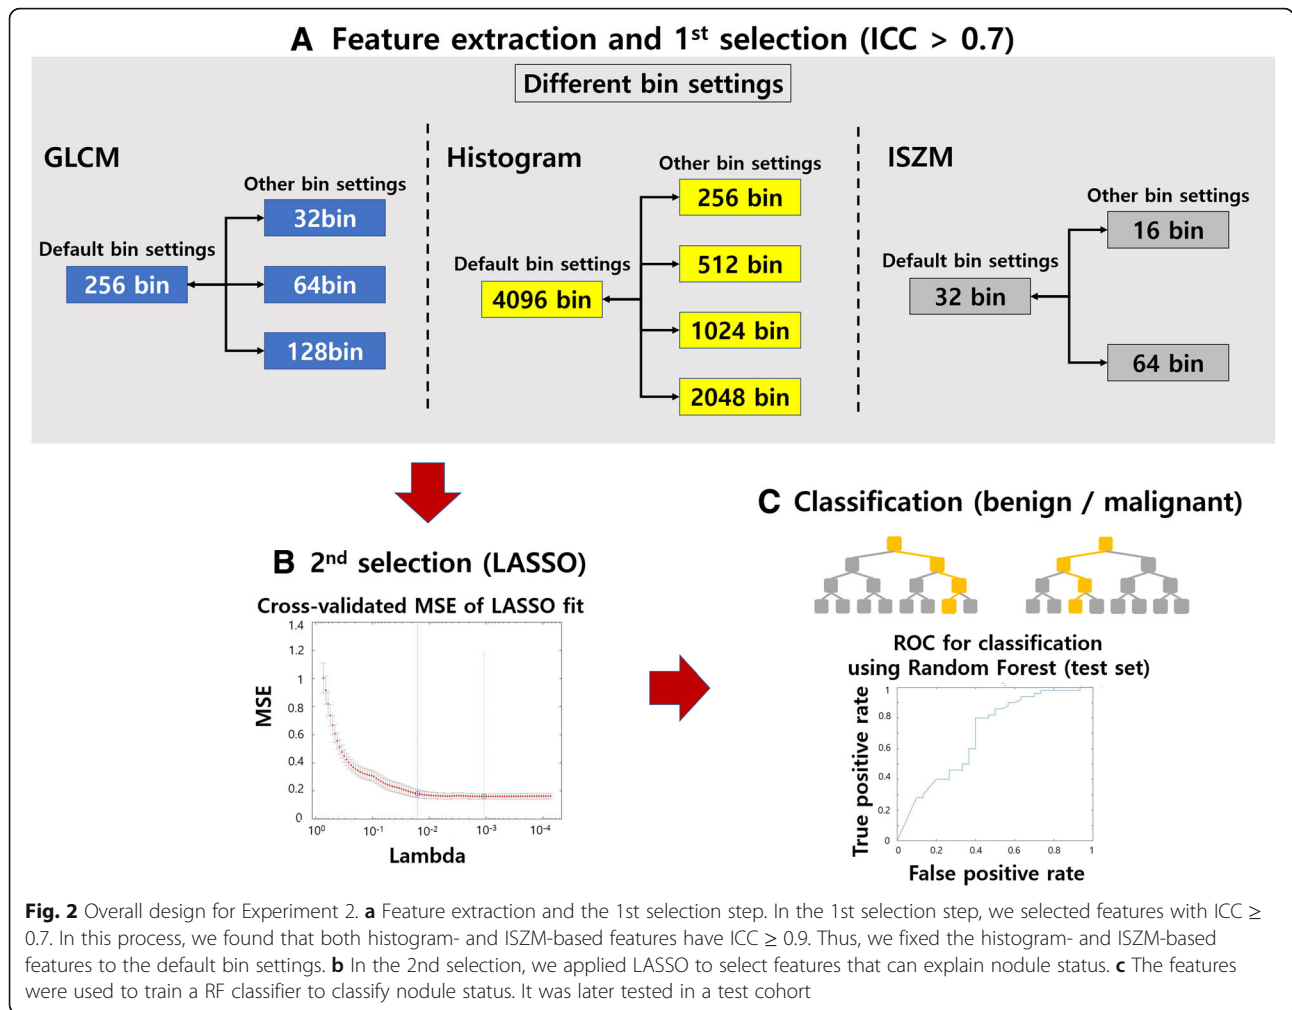 A Feature extraction and 1st selection (ICC > 0.7)
Different bin settings
GLCM
Other bin settings
32bin
Default bin settings
256 bin
64bin
128bin
Histogram
Other bin settings
256 bin
Default bin settings
512 bin
4096 bin
1024 bin
2048 bin
ISZM
Other bin settings
16 bin
Default bin settings
32 bin
64 bin
B 2nd selection (LASSO)
Cross-validated MSE of LASSO fit
MSE
1.4
1.2
1
0.8
0.6
0.4
0.2
0
10⁰ 10⁻¹ 10⁻² 10⁻³ 10⁻⁴
Lambda
C Classification (benign / malignant)
ROC for classification
using Random Forest (test set)
True positive rate
1
0.8
0.6
0.4
0.2
0 0.2 0.4 0.6 0.8 1
False positive rate
Fig. 2 Overall design for Experiment 2. a Feature extraction and the 1st selection step. In the 1st selection step, we selected features with ICC ≥
0.7. In this process, we found that both histogram- and ISZM-based features have ICC ≥ 0.9. Thus, we fixed the histogram- and ISZM-based
features to the default bin settings. b In the 2nd selection, we applied LASSO to select features that can explain nodule status. c The features
were used to train a RF classifier to classify nodule status. It was later tested in a test cohort